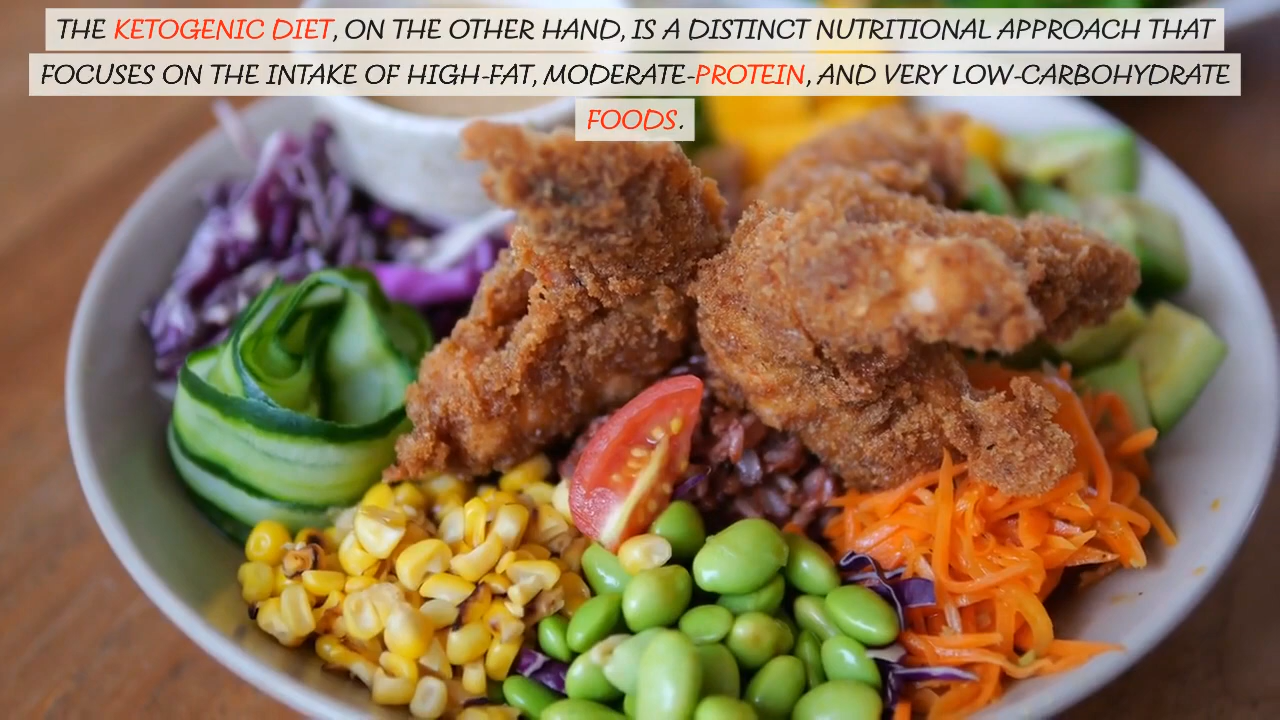 THE KETOGENIC DIET, ON THE OTHER HAND, IS A DISTINCT NUTRITIONAL APPROACH THAT
FOCUSES ON THE INTAKE OF HIGH-FAT, MODERATE-PROTEIN, AND VERY LOW-CARBOHYDRATE
FOODS.